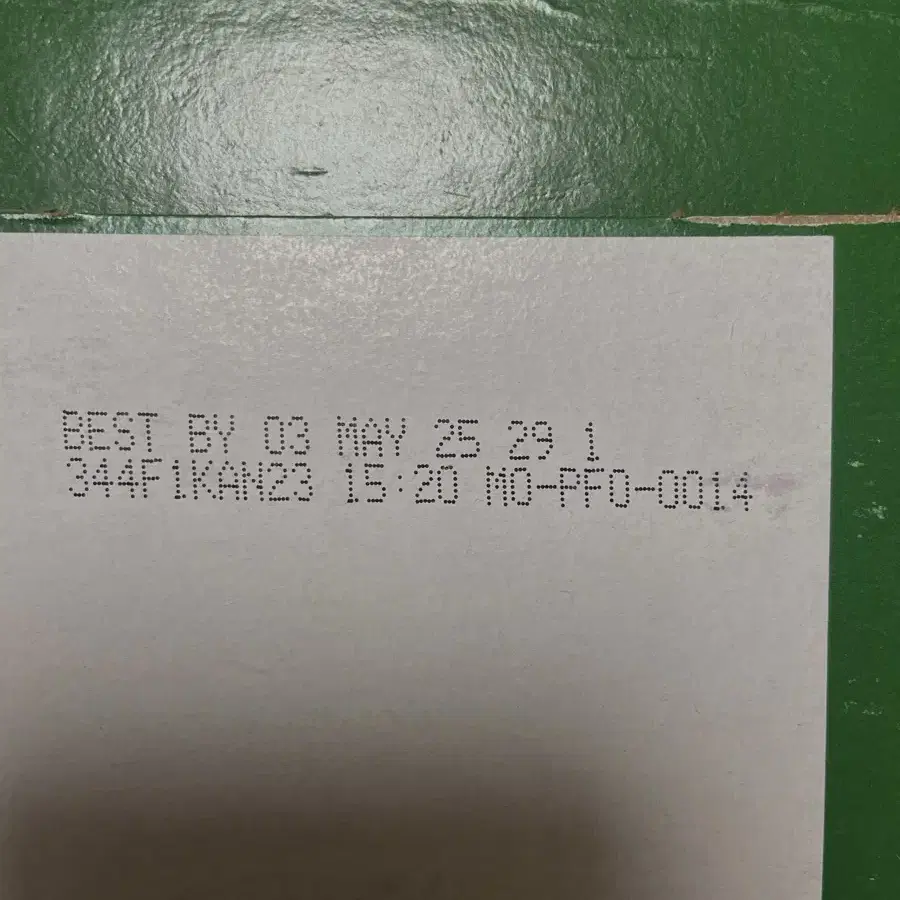 BEST BY 03 MAY 25 29 1
344F1KAN23 15:20 MO-PFO-0014